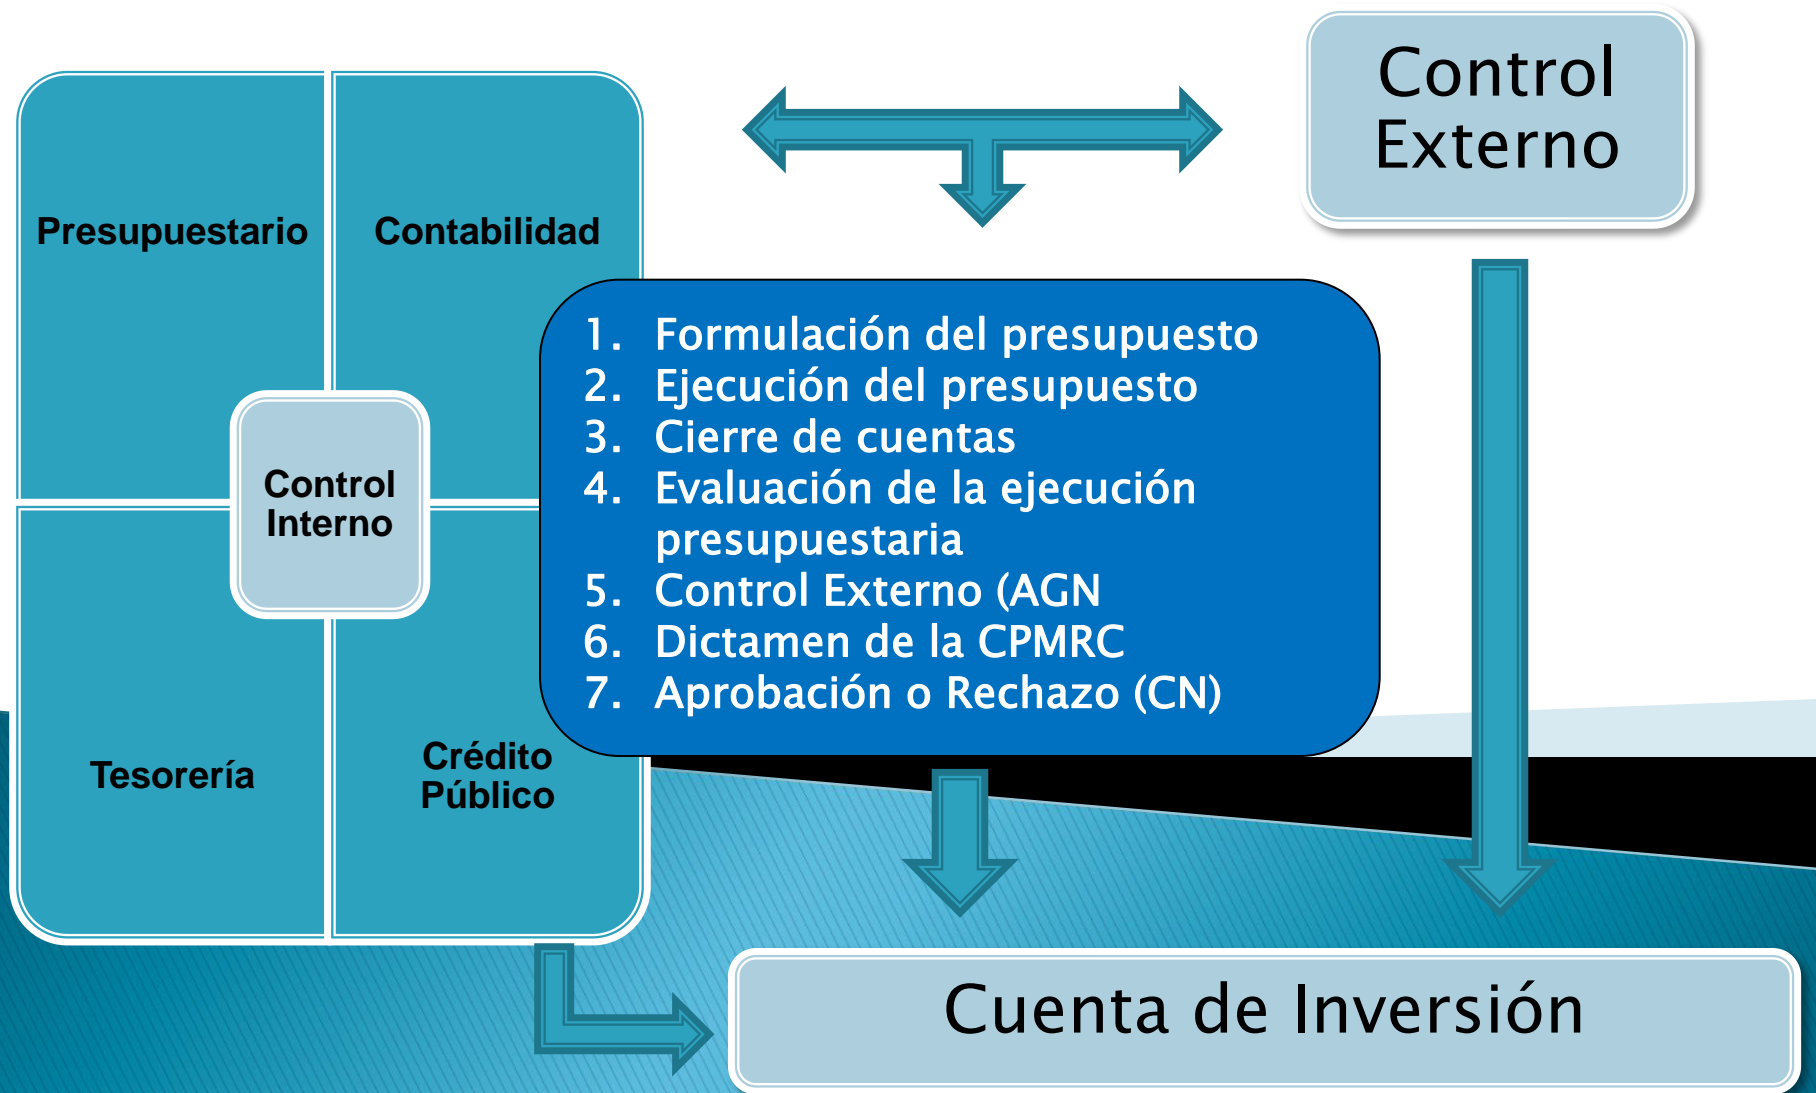 Control
Externo
Presupuestario
Contabilidad
Control
Interno
Tesorería
Crédito
Público
1. Formulación del presupuesto
2. Ejecución del presupuesto
3. Cierre de cuentas
4. Evaluación de la ejecución
presupuestaria
5. Control Externo (AGN
6. Dictamen de la CPMRC
7. Aprobación o Rechazo (CN)
Cuenta de Inversión